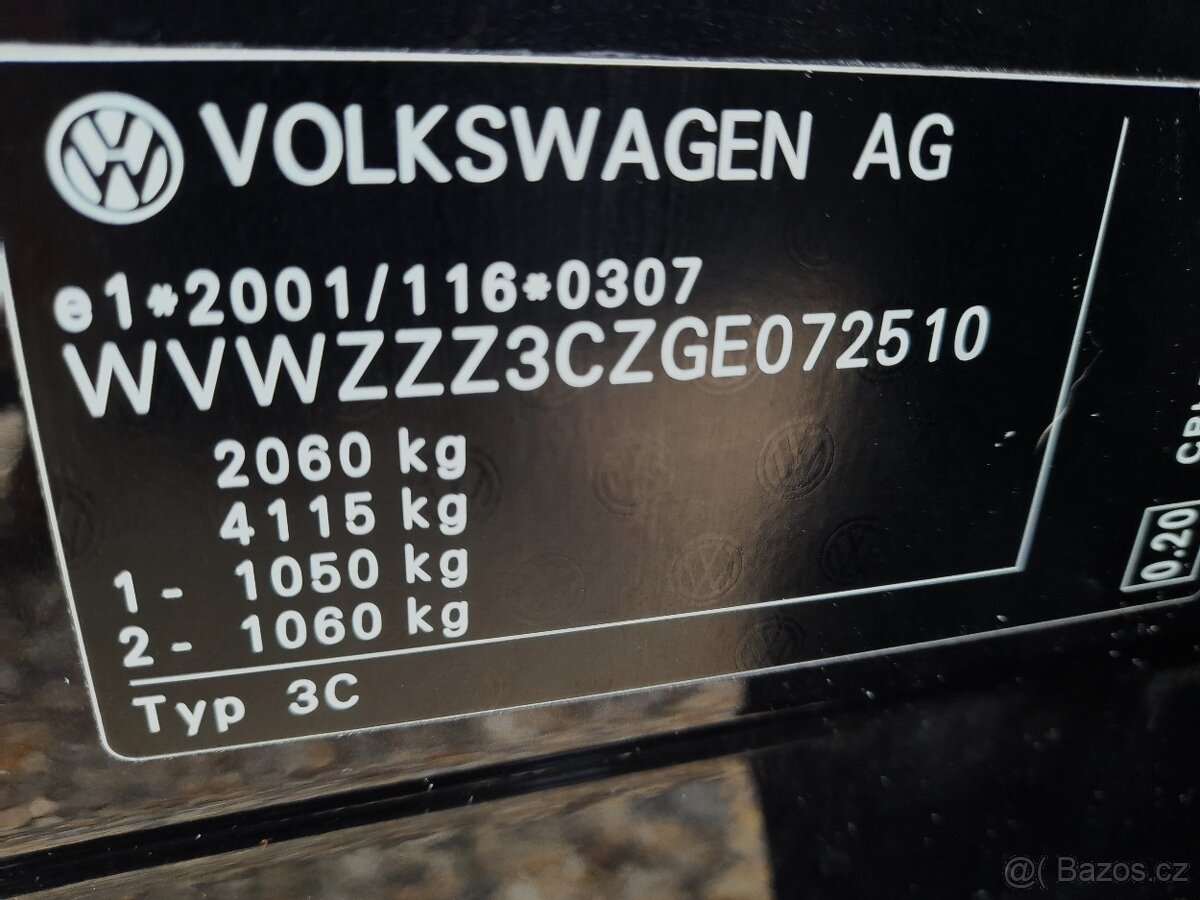 VOLKSWAGEN AG
e1*2001/116*0307
WVWZZZ3CZGE072510
2060 kg
4115 kg
1- 1050 kg
2- 1060 kg
Typ 3C
0.20
@( Bazos.cz